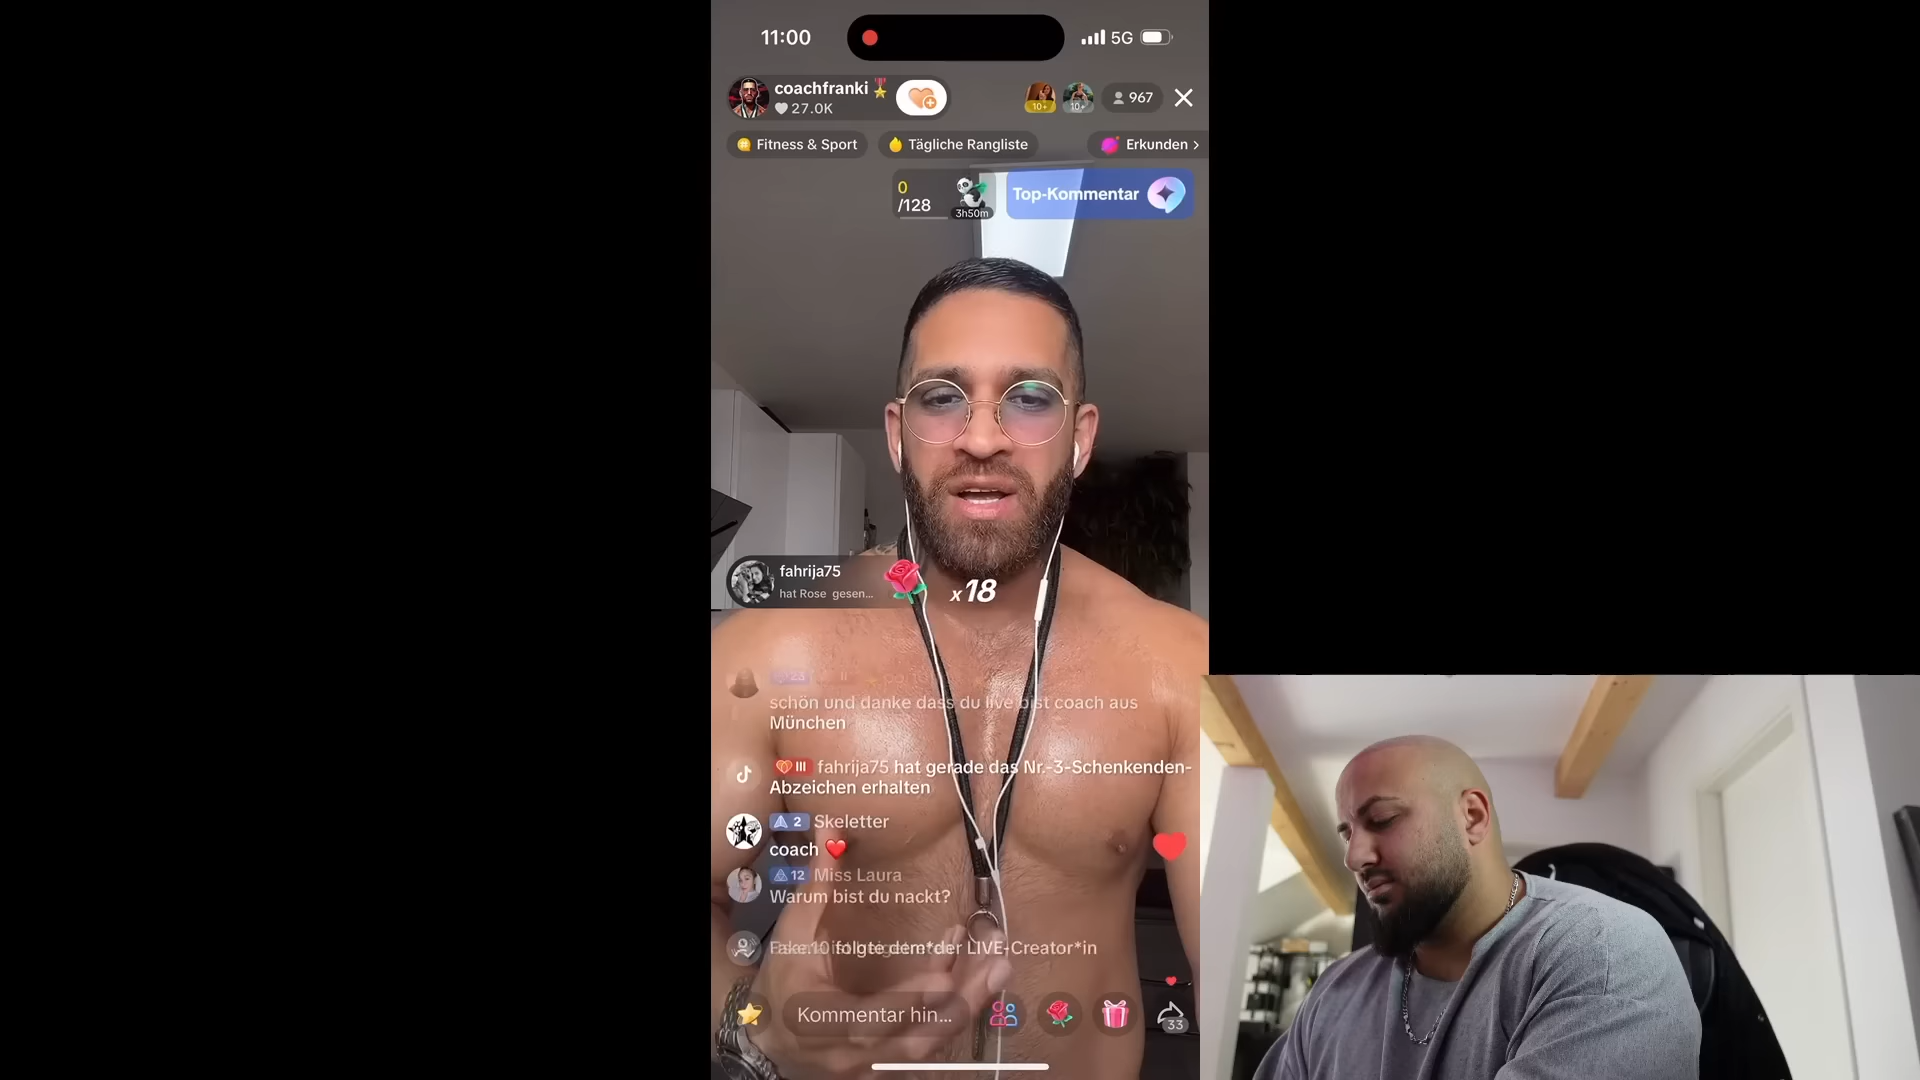 11:00
5G
coachfranki
27.0K
10+
10+
967
Fitness & Sport
Tägliche Rangliste
Erkunden >
0
/128
3h50m
Top-Kommentar
fahrija75
hat Rose gesen...
x18
23
II
schön und danke dass du live bist coach aus
München
III fahrija75 hat gerade das Nr.-3-Schenkenden-
Abzeichen erhalten
2 Skeletter
coach ❤️
12 Miss Laura
Warum bist du nackt?
folgte dem*der LIVE-Creator*in
Kommentar hin...
33